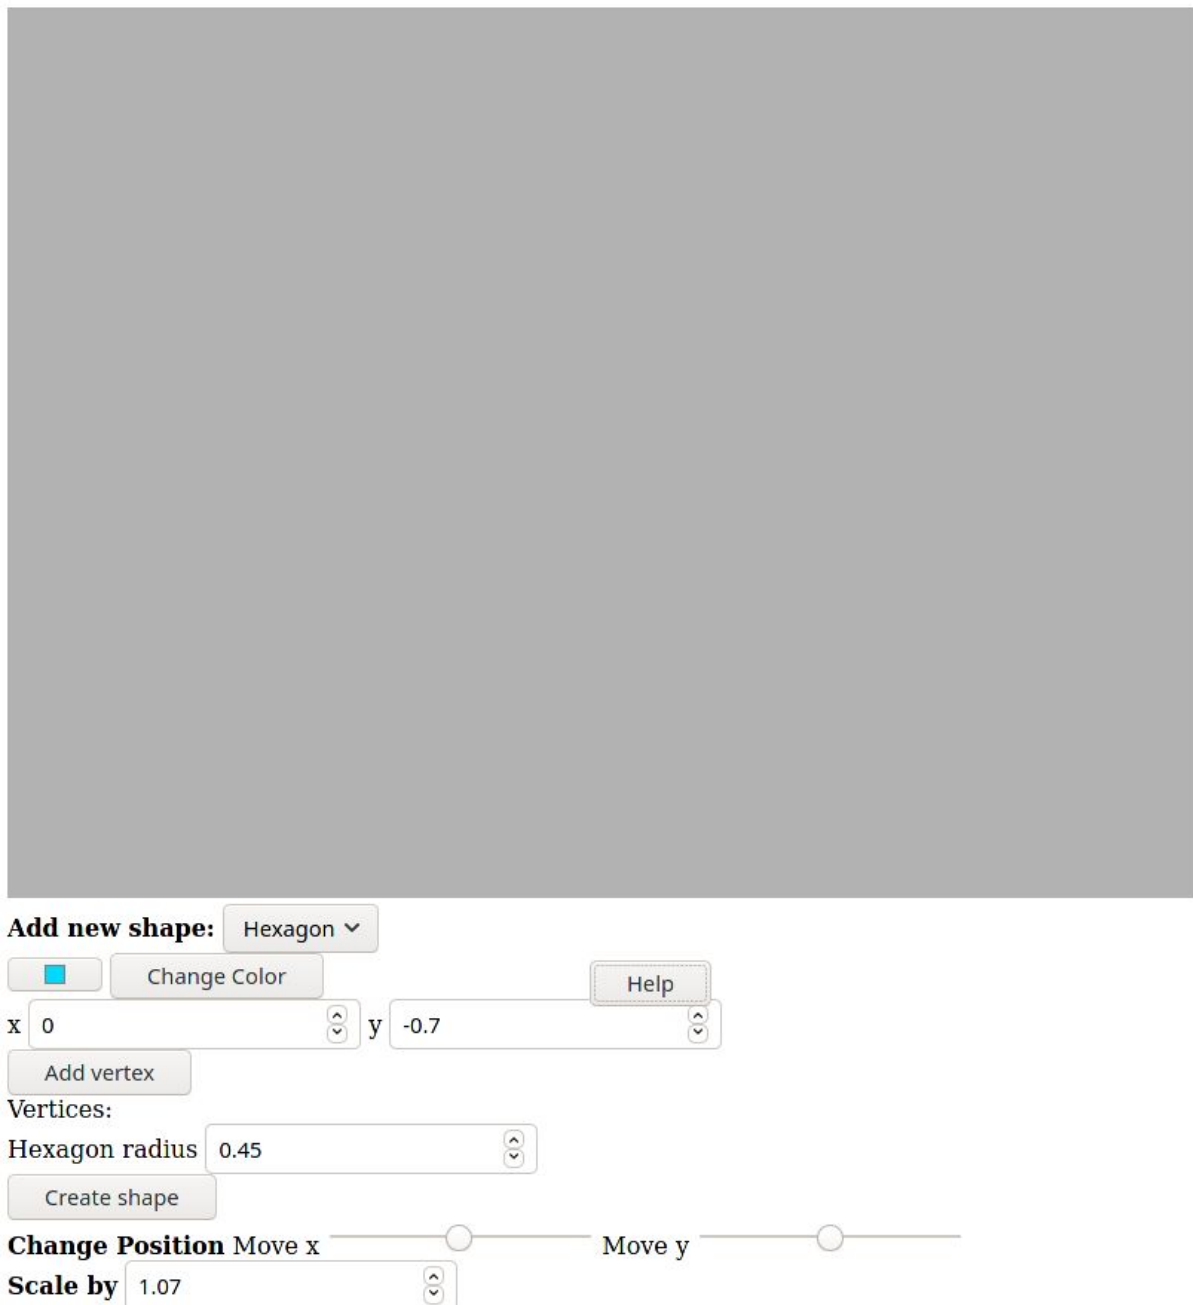 Add new shape: Hexagon
Change Color Help
x 0 y -0.7
Add vertex
Vertices:
Hexagon radius 0.45
Create shape
Change Position Move x Move y
Scale by 1.07